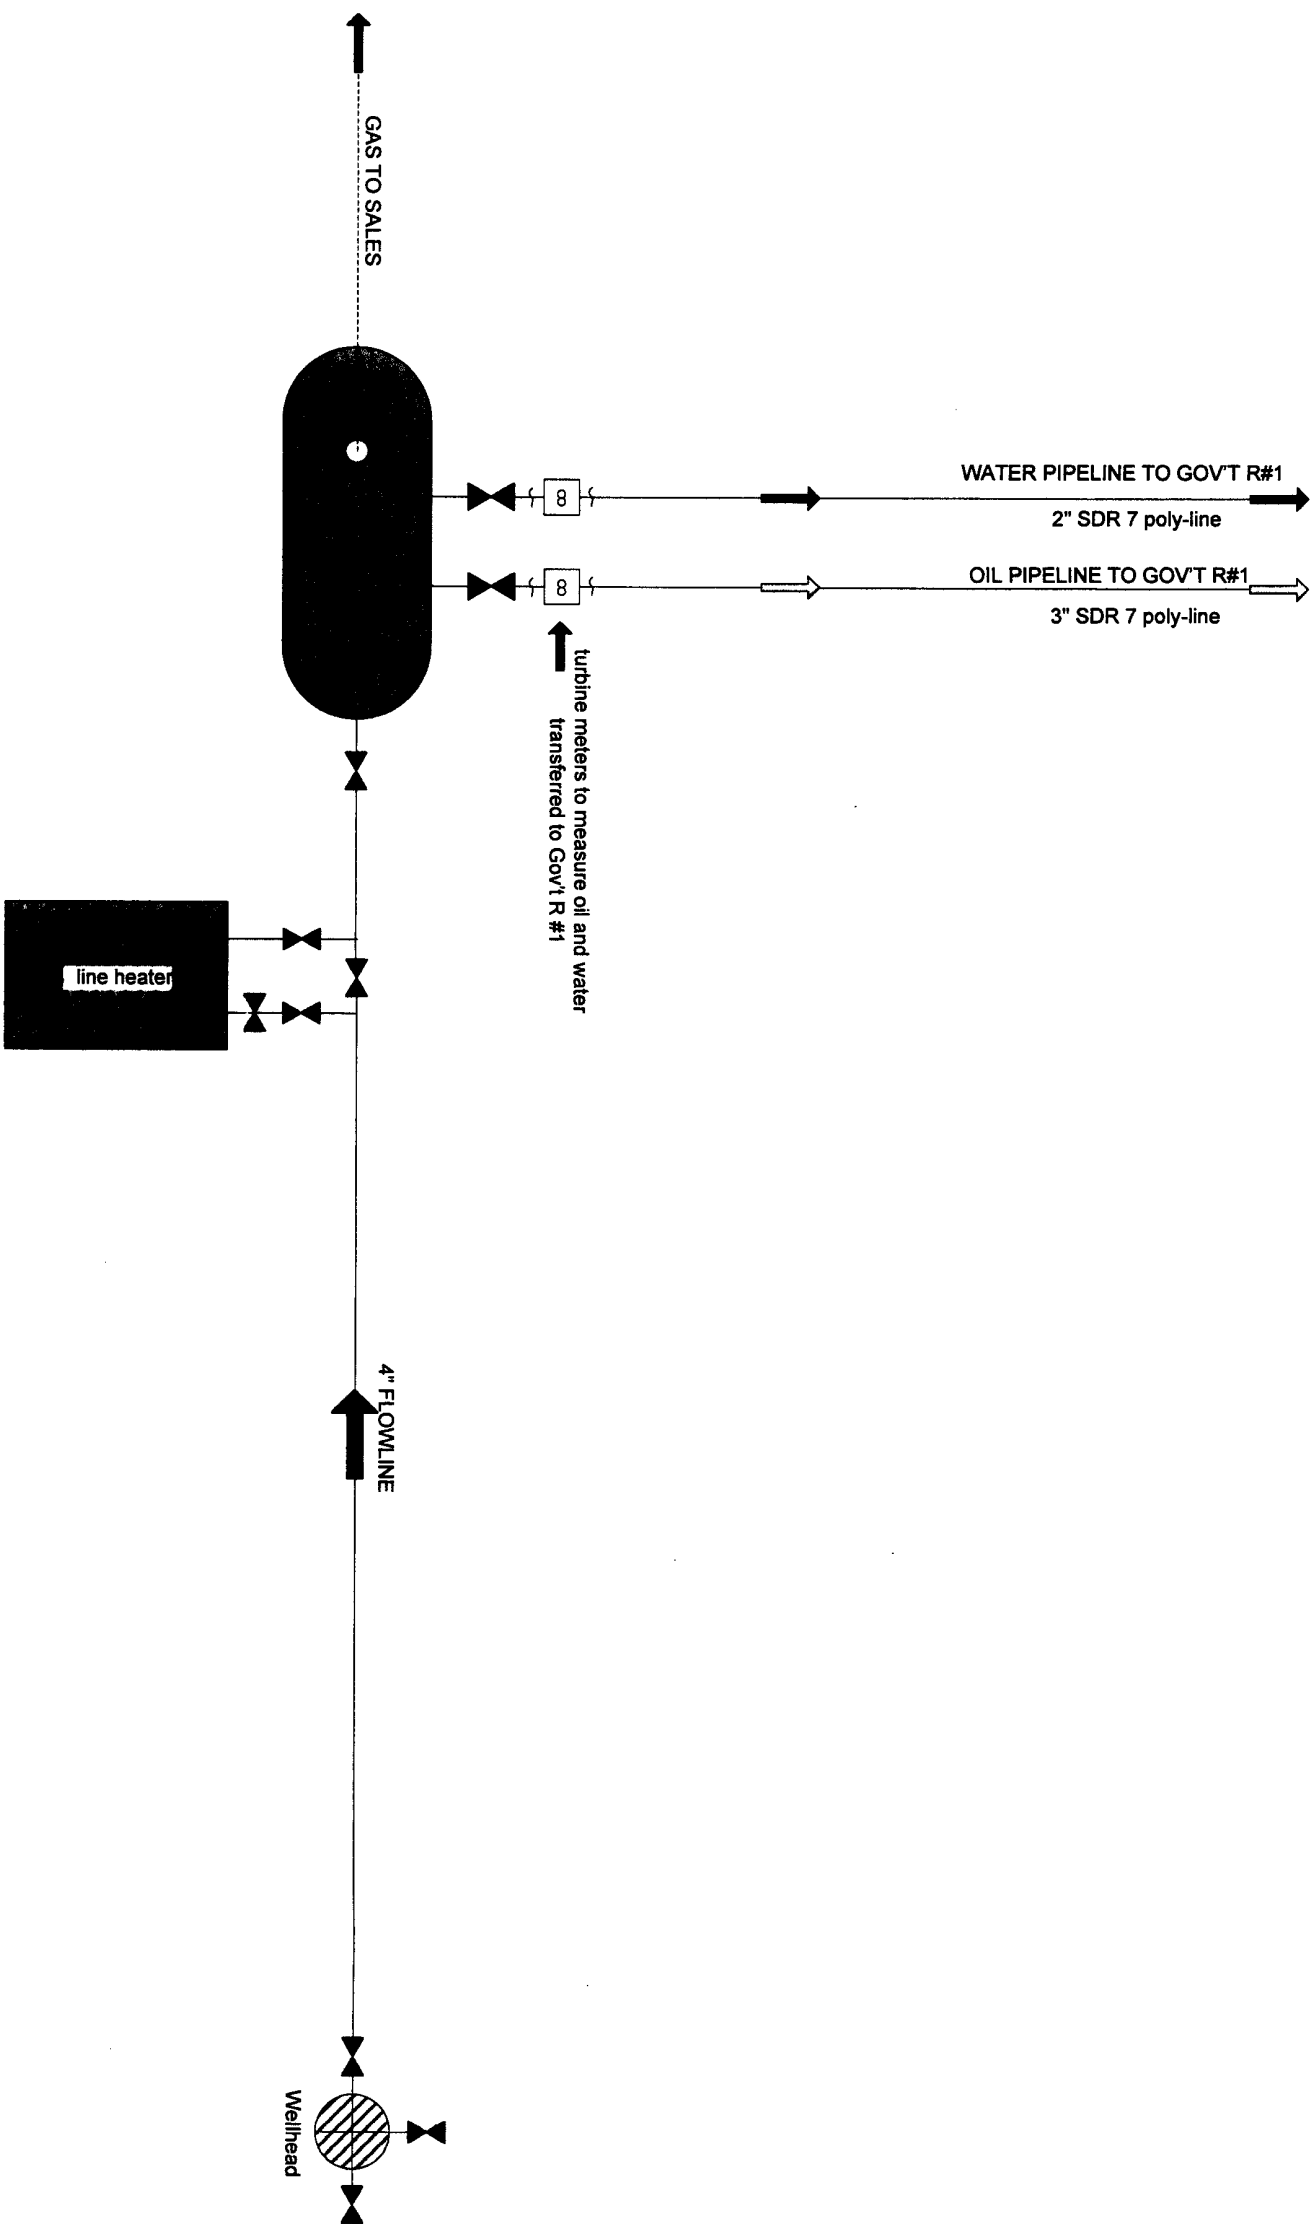 GAS TO SALES
WATER PIPELINE TO GOV'T R#1
8
2" SDR 7 poly-line
OIL PIPELINE TO GOV'T R#1
8
3" SDR 7 poly-line
turbine meters to measure oil and water
transferred to Gov't R #1
line heater
4" FLOWLINE
Wellhead